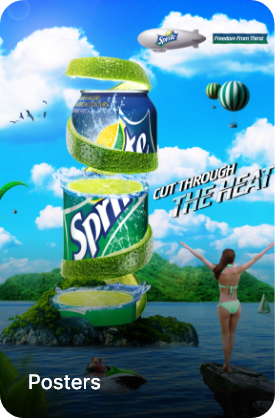 Sprite
Freedom From Thirst
Sprite
CUT THROUGH
THE HEAT
Posters